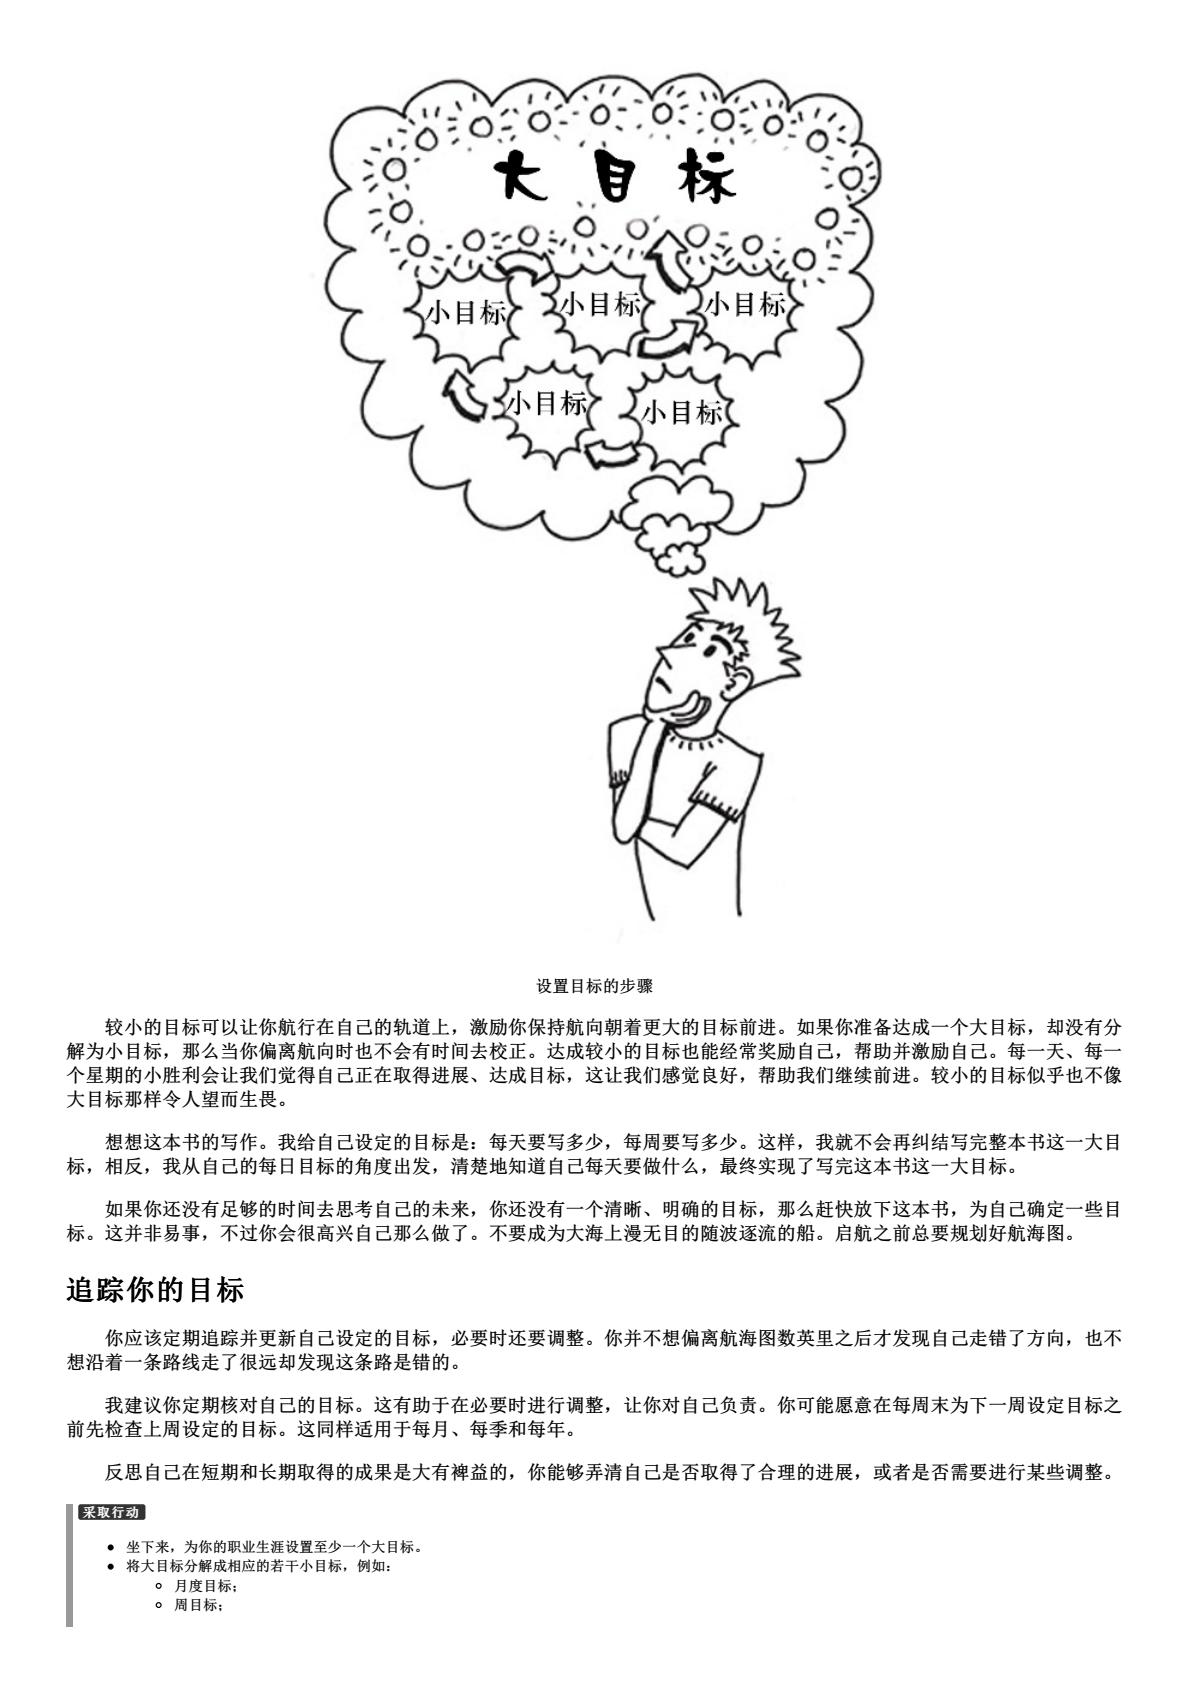 大目标
小目标 小目标 小目标
小目标 小目标
设置目标的步骤
较小的目标可以让你航行在自己的轨道上，激励你保持航向朝着更大的目标前进。如果你准备达成一个大目标，却没有分
解为小目标，那么当你偏离航向时也不会有时间去校正。达成较小的目标也能经常奖励自己，帮助并激励自己。每一天、每一
个星期的小胜利会让我们觉得自己正在取得进展、达成目标，这让我们感觉良好，帮助我们继续前进。较小的目标似乎也不像
大目标那样令人望而生畏。
想想这本书的写作。我给自己设定的目标是：每天要写多少，每周要写多少。这样，我就不会再纠结写完整本书这一大目
标，相反，我从自己的每日目标的角度出发，清楚地知道自己每天要做什么，最终实现了写完这本书这一大目标。
如果你还没有足够的时间去思考自己的未来，你还没有一个清晰、明确的目标，那么赶快放下这本书，为自己确定一些目
标。这并非易事，不过你会很高兴自己那么做了。不要成为大海上漫无目的随波逐流的船。启航之前总要规划好航海图。
追踪你的目标
你应该定期追踪并更新自己设定的目标，必要时还要调整。你并不想偏离航海图数英里之后才发现自己走错了方向，也不
想沿着一条路线走了很远却发现这条路是错的。
我建议你定期核对自己的目标。这有助于在必要时进行调整，让你对自己负责。你可能愿意在每周末为下一周设定目标之
前先检查上周设定的目标。这同样适用于每月、每季和每年。
反思自己在短期和长期取得的成果是大有裨益的，你能够弄清自己是否取得了合理的进展，或者是否需要进行某些调整。
采取行动
● 坐下来，为你的职业生涯设置至少一个大目标。
● 将大目标分解成相应的若干小目标，例如：
○ 月度目标；
○ 周目标；